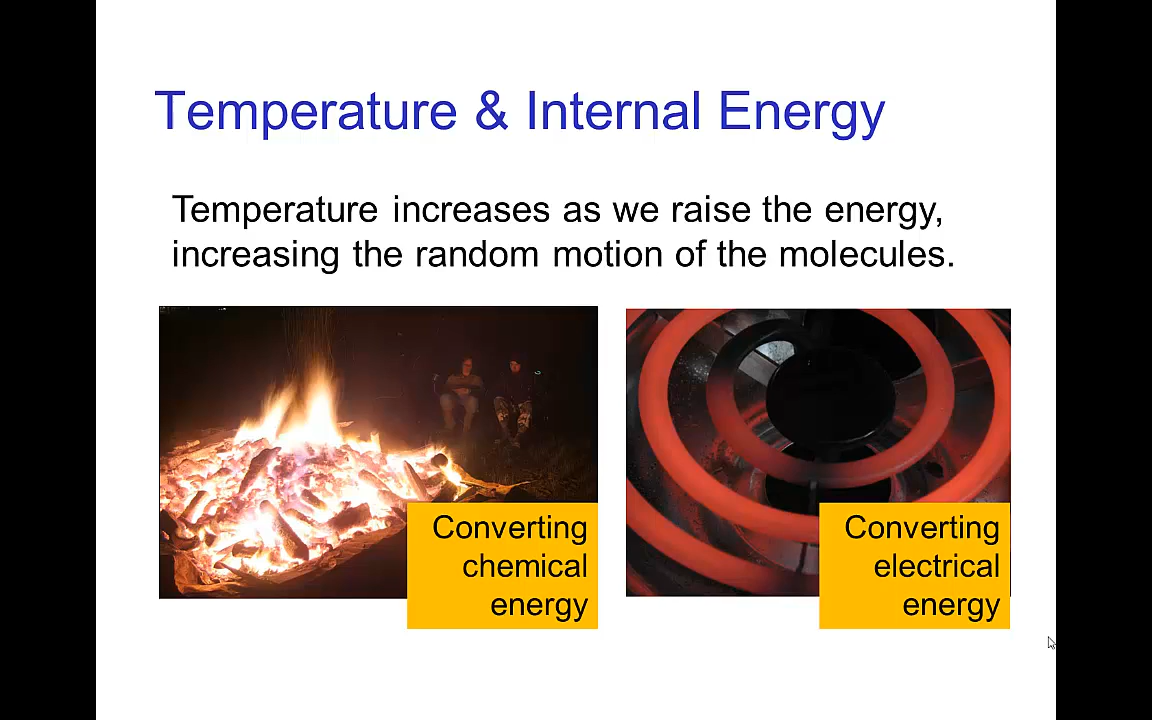 Temperature & Internal Energy
Temperature increases as we raise the energy,
increasing the random motion of the molecules.
Converting
chemical
energy
Converting
electrical
energy